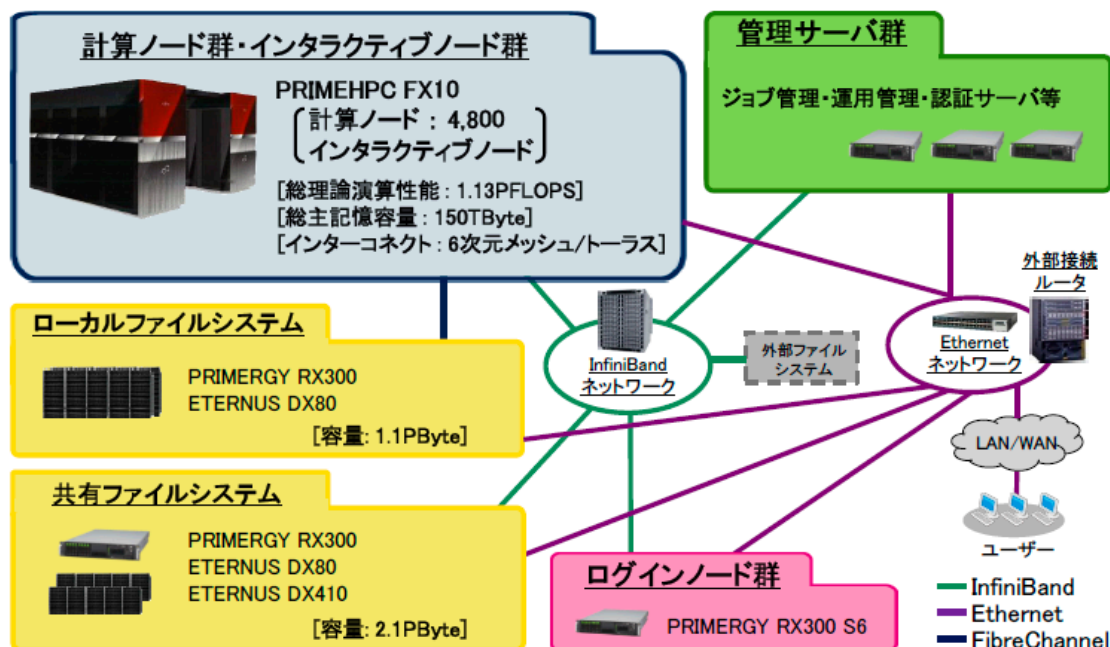 計算ノード群・インタラクティブノード群
PRIMEHPC FX10
計算ノード : 4,800
インタラクティブノード
[総理論演算性能 : 1.13PFLOPS]
[総主記憶容量 : 150TByte]
[インターコネクト : 6次元メッシュ/トーラス]
管理サーバ群
ジョブ管理・運用管理・認証サーバ等
外部接続
ルータ
ローカルファイルシステム
PRIMERGY RX300
ETERNUS DX80
[容量: 1.1PByte]
InfiniBand
ネットワーク
外部ファイル
システム
Ethernet
ネットワーク
LAN/WAN
ユーザー
共有ファイルシステム
PRIMERGY RX300
ETERNUS DX80
ETERNUS DX410
[容量: 2.1PByte]
ログインノード群
PRIMERGY RX300 S6
InfiniBand
Ethernet
FibreChannel